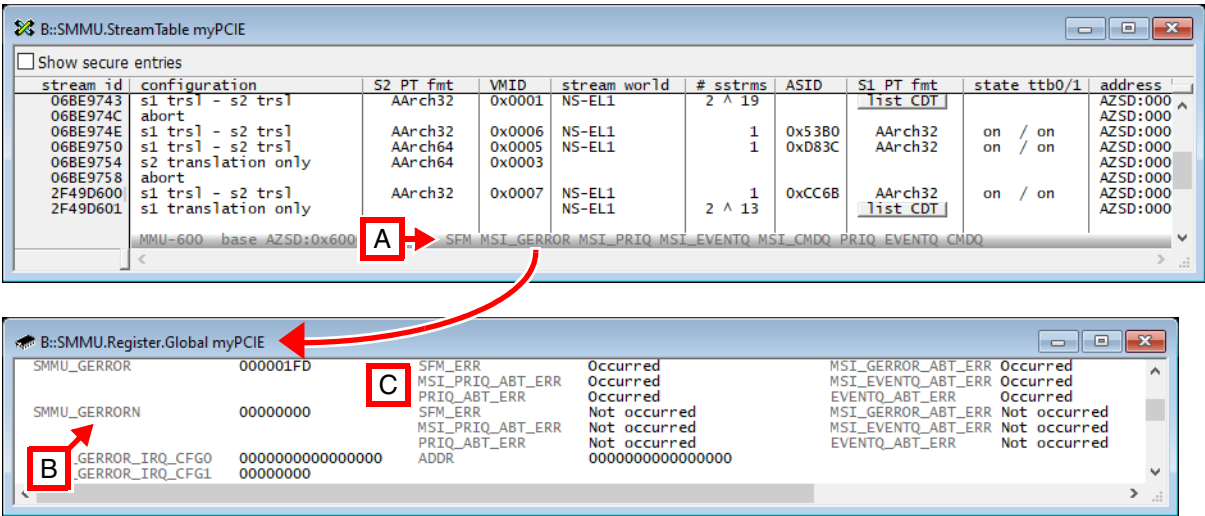 B::SMMU.StreamTable myPCIE
Show secure entries
stream id configuration S2 PT fmt VMID stream world # sstrms ASID S1 PT fmt state ttb0/1 address
06BE9743 s1 trsl - s2 trsl AArch32 0x0001 NS-EL1 2 ^ 19 list CDT AZSD:000
06BE974C abort AZSD:000
06BE974E s1 trsl - s2 trsl AArch32 0x0006 NS-EL1 1 0x53B0 AArch32 on / on AZSD:000
06BE9750 s1 trsl - s2 trsl AArch64 0x0005 NS-EL1 1 0xD83C AArch32 on / on AZSD:000
06BE9754 s2 translation only AArch64 0x0003 AZSD:000
06BE9758 abort AZSD:000
2F49D600 s1 trsl - s2 trsl AArch32 0x0007 NS-EL1 1 0xCC6B AArch32 on / on AZSD:000
2F49D601 s1 translation only NS-EL1 2 ^ 13 list CDT AZSD:000
MMU-600 base AZSD:0x600 A SFM MSI_GERROR MSI_PRIQ MSI_EVENTQ MSI_CMDQ PRIQ EVENTQ CMDQ
B::SMMU.Register.Global myPCIE
SMMU_GERROR 000001FD SFM_ERR Occurred MSI_GERROR_ABT_ERR Occurred
C MSI_PRIQ_ABT_ERR Occurred MSI_EVENTQ_ABT_ERR Occurred
PRIQ_ABT_ERR Occurred EVENTQ_ABT_ERR Occurred
SMMU_GERRORN 00000000 SFM_ERR Not occurred MSI_GERROR_ABT_ERR Not occurred
MSI_PRIQ_ABT_ERR Not occurred MSI_EVENTQ_ABT_ERR Not occurred
PRIQ_ABT_ERR Not occurred EVENTQ_ABT_ERR Not occurred
B _GERROR_IRQ_CFG0 0000000000000000 ADDR 0000000000000000
_GERROR_IRQ_CFG1 00000000